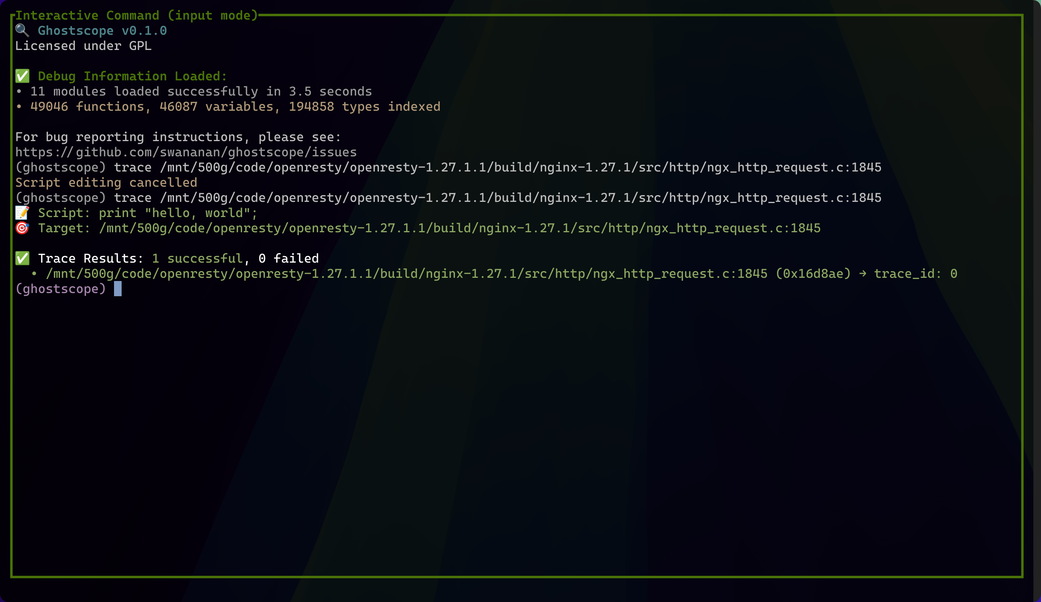 Interactive Command (input mode)
🔍 Ghostscope v0.1.0
Licensed under GPL
✅ Debug Information Loaded:
• 11 modules loaded successfully in 3.5 seconds
• 49046 functions, 46087 variables, 194858 types indexed
For bug reporting instructions, please see:
https://github.com/swananan/ghostscope/issues
(ghostscope) trace /mnt/500g/code/openresty/openresty-1.27.1.1/build/nginx-1.27.1/src/http/ngx_http_request.c:1845
Script editing cancelled
(ghostscope) trace /mnt/500g/code/openresty/openresty-1.27.1.1/build/nginx-1.27.1/src/http/ngx_http_request.c:1845
📝 Script: print "hello, world";
🎯 Target: /mnt/500g/code/openresty/openresty-1.27.1.1/build/nginx-1.27.1/src/http/ngx_http_request.c:1845
✅ Trace Results: 1 successful, 0 failed
• /mnt/500g/code/openresty/openresty-1.27.1.1/build/nginx-1.27.1/src/http/ngx_http_request.c:1845 (0x16d8ae) → trace_id: 0
(ghostscope)